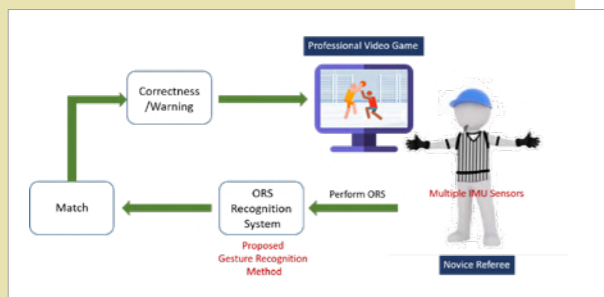 Professional Video Game
Correctness
/Warning
Match
ORS
Recognition
System
Perform ORS
Multiple IMU Sensors
Proposed
Gesture Recognition
Method
Novice Referee